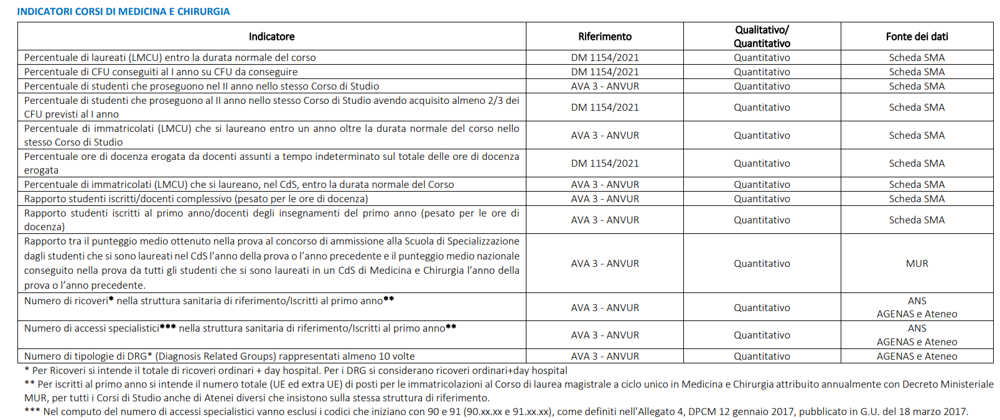 INDICATORI CORSI DI MEDICINA E CHIRURGIA
Indicatore
Riferimento
Qualitativo/
Quantitativo
Fonte dei dati
Percentuale di laureati (LMCU) entro la durata normale del corso
DM 1154/2021
Quantitativo
Scheda SMA
Percentuale di CFU conseguiti al I anno su CFU da conseguire
DM 1154/2021
Quantitativo
Scheda SMA
Percentuale di studenti che proseguono nel II anno nello stesso Corso di Studio
AVA 3 - ANVUR
Quantitativo
Scheda SMA
Percentuale di studenti che proseguono al II anno nello stesso Corso di Studio avendo acquisito almeno 2/3 dei
CFU previsti al I anno
DM 1154/2021
Quantitativo
Scheda SMA
Percentuale di immatricolati (LMCU) che si laureano entro un anno oltre la durata normale del corso nello
stesso Corso di Studio
AVA 3 - ANVUR
Quantitativo
Scheda SMA
Percentuale ore di docenza erogata da docenti assunti a tempo indeterminato sul totale delle ore di docenza
erogata
DM 1154/2021
Quantitativo
Scheda SMA
Percentuale di immatricolati (LMCU) che si laureano, nel CdS, entro la durata normale del Corso
AVA 3 - ANVUR
Quantitativo
Scheda SMA
Rapporto studenti iscritti/docenti complessivo (pesato per le ore di docenza)
AVA 3 - ANVUR
Quantitativo
Scheda SMA
Rapporto studenti iscritti al primo anno/docenti degli insegnamenti del primo anno (pesato per le ore di
docenza)
AVA 3 - ANVUR
Quantitativo
Scheda SMA
Rapporto tra il punteggio medio ottenuto nella prova al concorso di ammissione alla Scuola di Specializzazione
dagli studenti che si sono laureati nel CdS l’anno della prova o l’anno precedente e il punteggio medio nazionale
conseguito nella prova da tutti gli studenti che si sono laureati in un CdS di Medicina e Chirurgia l’anno della
prova o l’anno precedente.
AVA 3 - ANVUR
Quantitativo
MUR
Numero di ricoveri* nella struttura sanitaria di riferimento/Iscritti al primo anno**
AVA 3 - ANVUR
Quantitativo
ANS
AGENAS e Ateneo
Numero di accessi specialistici*** nella struttura sanitaria di riferimento/Iscritti al primo anno**
AVA 3 - ANVUR
Quantitativo
ANS
AGENAS e Ateneo
Numero di tipologie di DRG* (Diagnosis Related Groups) rappresentati almeno 10 volte
AVA 3 - ANVUR
Quantitativo
AGENAS e Ateneo
* Per Ricoveri si intende il totale di ricoveri ordinari + day hospital. Per i DRG si considerano ricoveri ordinari+day hospital
** Per iscritti al primo anno si intende il numero totale (UE ed extra UE) di posti per le immatricolazioni al Corso di laurea magistrale a ciclo unico in Medicina e Chirurgia attribuito annualmente con Decreto Ministeriale
MUR, per tutti i Corsi di Studio anche di Atenei diversi che insistono sulla stessa struttura di riferimento.
*** Nel computo del numero di accessi specialistici vanno esclusi i codici che iniziano con 90 e 91 (90.xx.xx e 91.xx.xx), come definiti nell’Allegato 4, DPCM 12 gennaio 2017, pubblicato in G.U. del 18 marzo 2017.